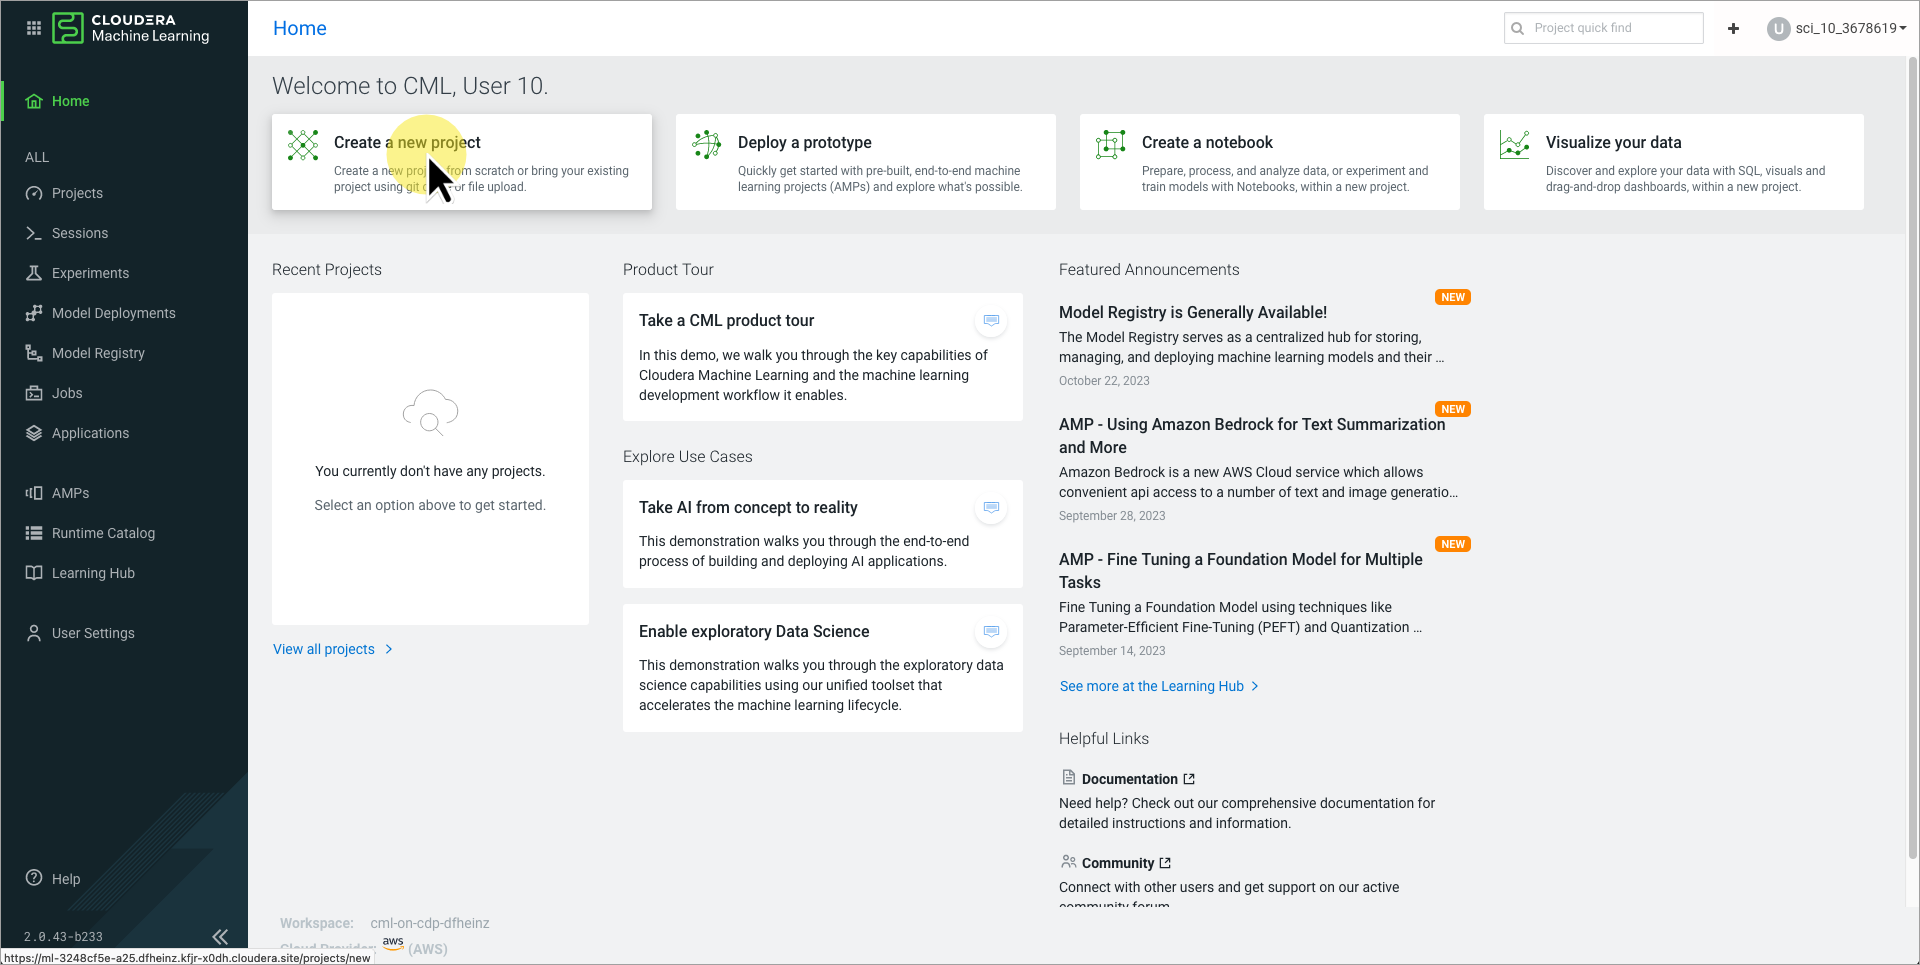 CLOUDERA
Machine Learning
Home
ALL
Projects
Sessions
Experiments
Model Deployments
Model Registry
Jobs
Applications
AMPs
Runtime Catalog
Learning Hub
User Settings
Help
2.0.43-b233
https://ml-3248cf5e-a25.dfheinz.kfjr-x0dh.cloudera.site/projects/new
Home
Project quick find
U sci_10_3678619
Welcome to CML, User 10.
Create a new project
Create a new project from scratch or bring your existing
project using git or file upload.
Deploy a prototype
Quickly get started with pre-built, end-to-end machine
learning projects (AMPs) and explore what's possible.
Create a notebook
Prepare, process, and analyze data, or experiment and
train models with Notebooks, within a new project.
Visualize your data
Discover and explore your data with SQL, visuals and
drag-and-drop dashboards, within a new project.
Recent Projects
You currently don't have any projects.
Select an option above to get started.
View all projects
Product Tour
Take a CML product tour
In this demo, we walk you through the key capabilities of
Cloudera Machine Learning and the machine learning
development workflow it enables.
Explore Use Cases
Take AI from concept to reality
This demonstration walks you through the end-to-end
process of building and deploying AI applications.
Enable exploratory Data Science
This demonstration walks you through the exploratory data
science capabilities using our unified toolset that
accelerates the machine learning lifecycle.
Featured Announcements
NEW
Model Registry is Generally Available!
The Model Registry serves as a centralized hub for storing,
managing, and deploying machine learning models and their ...
October 22, 2023
NEW
AMP - Using Amazon Bedrock for Text Summarization
and More
Amazon Bedrock is a new AWS Cloud service which allows
convenient api access to a number of text and image generatio...
September 28, 2023
NEW
AMP - Fine Tuning a Foundation Model for Multiple
Tasks
Fine Tuning a Foundation Model using techniques like
Parameter-Efficient Fine-Tuning (PEFT) and Quantization ...
September 14, 2023
See more at the Learning Hub
Helpful Links
Documentation
Need help? Check out our comprehensive documentation for
detailed instructions and information.
Community
Connect with other users and get support on our active
community forum.
Workspace: cml-on-cdp-dfheinz
Cloud Provider: aws (AWS)